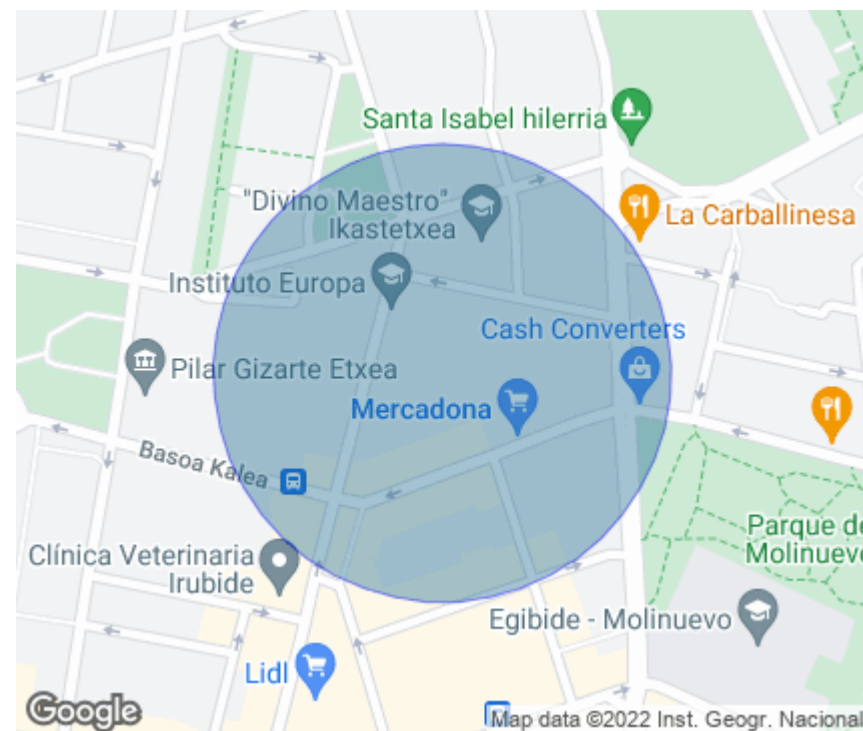 Santa Isabel hilerria
"Divino Maestro"
Ikastetxea
La Carballinesa
Instituto Europa
Cash Converters
Pilar Gizarte Etxea
Mercadona
Basoa Kalea
Parque de
Molinuevo
Clínica Veterinaria
Irubide
Egibide - Molinuevo
Lidl
Google
Map data ©2022 Inst. Geogr. Nacional